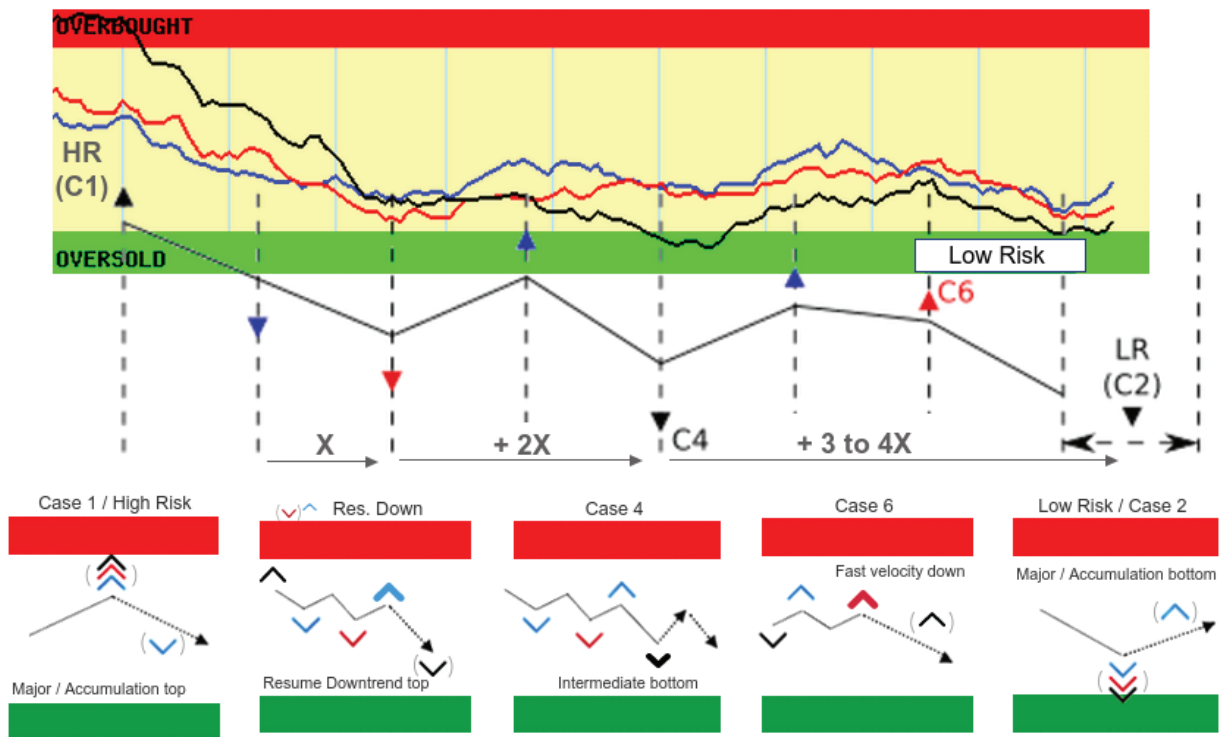 OVERBOUGHT
HR
(C1)
OVERSOLD
Low Risk
C6
LR
(C2)
C4
X
+ 2X
+ 3 to 4X
Case 1 / High Risk
Major / Accumulation top
Res. Down
Resume Downtrend top
Case 4
Intermediate bottom
Case 6
Fast velocity down
Low Risk / Case 2
Major / Accumulation bottom